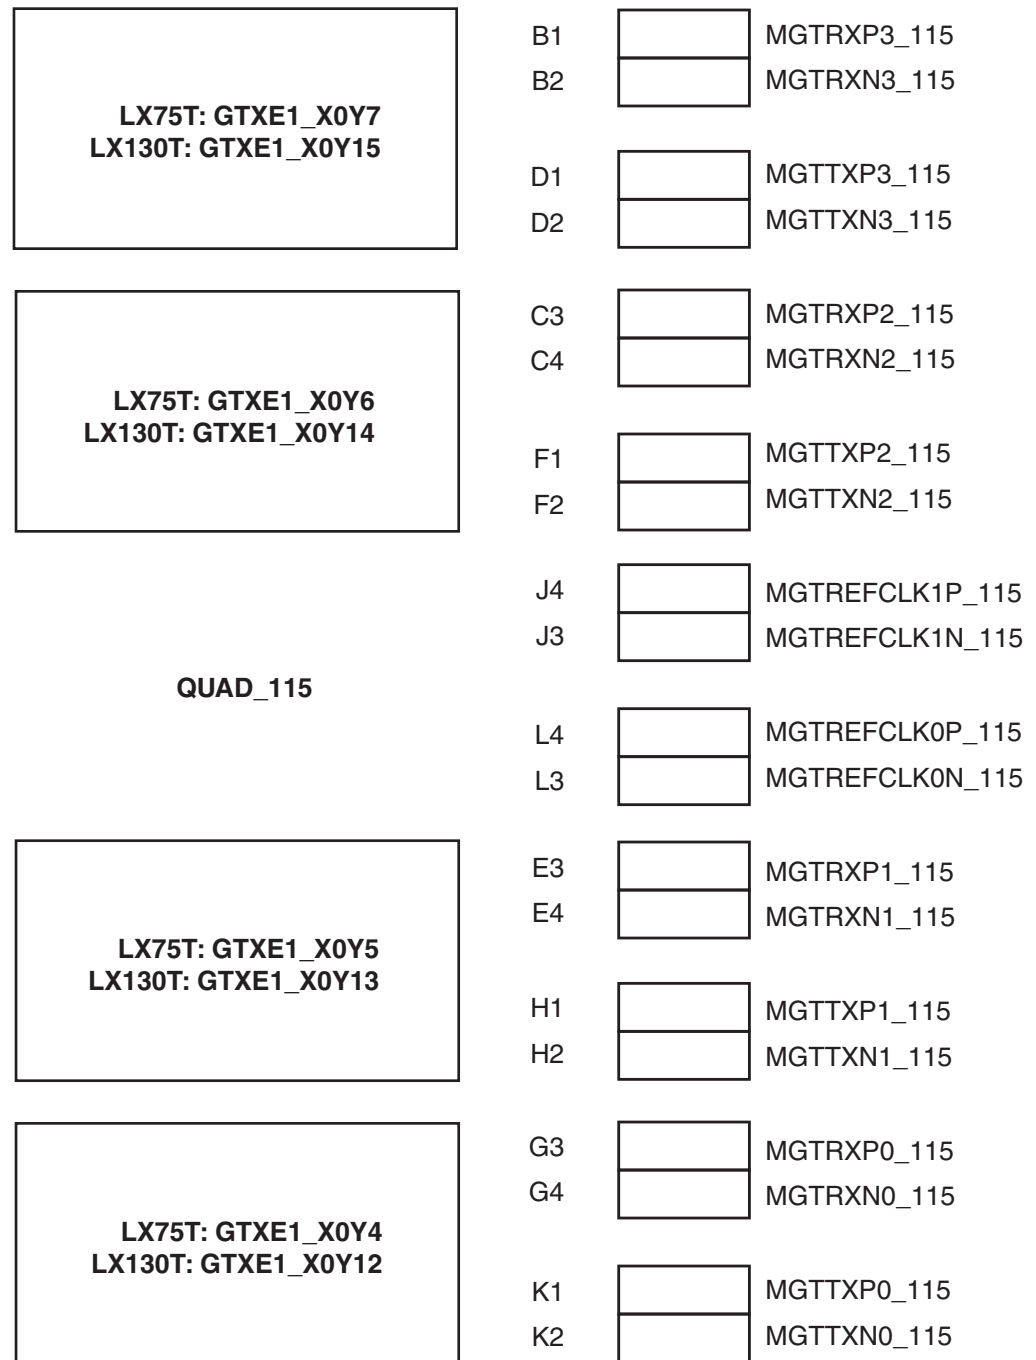 LX75T: GTXE1_X0Y7
LX130T: GTXE1_X0Y15
B1 MGTRXP3_115
B2 MGTRXN3_115
D1 MGTTXP3_115
D2 MGTTXN3_115
LX75T: GTXE1_X0Y6
LX130T: GTXE1_X0Y14
C3 MGTRXP2_115
C4 MGTRXN2_115
F1 MGTTXP2_115
F2 MGTTXN2_115
QUAD_115
J4 MGTREFCLK1P_115
J3 MGTREFCLK1N_115
L4 MGTREFCLK0P_115
L3 MGTREFCLK0N_115
LX75T: GTXE1_X0Y5
LX130T: GTXE1_X0Y13
E3 MGTRXP1_115
E4 MGTRXN1_115
H1 MGTTXP1_115
H2 MGTTXN1_115
LX75T: GTXE1_X0Y4
LX130T: GTXE1_X0Y12
G3 MGTRXP0_115
G4 MGTRXN0_115
K1 MGTTXP0_115
K2 MGTTXN0_115